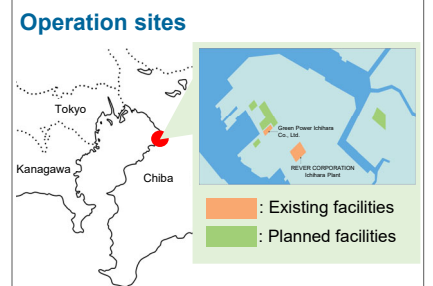 Operation sites
Tokyo
Kanagawa
Chiba
Green Power Ichihara
Co., Ltd.
REVER CORPORATION
Ichihara Plant
: Existing facilities
: Planned facilities